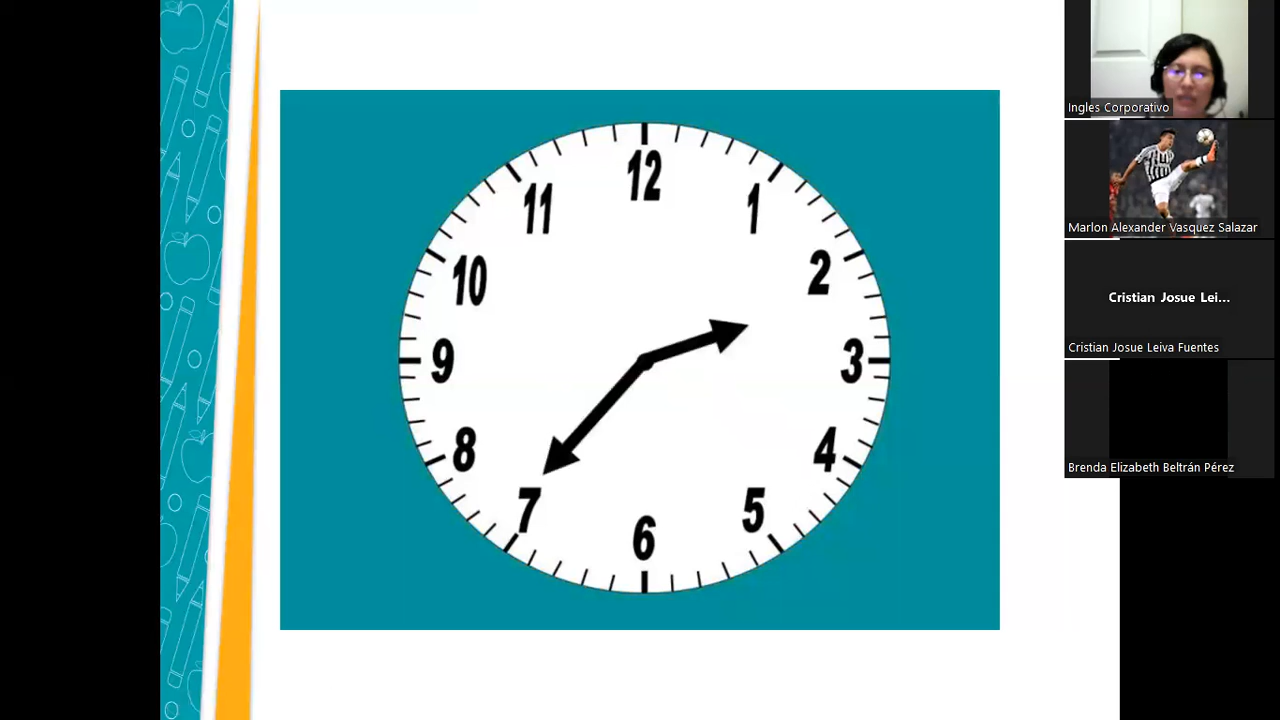 12
11
1
10
2
9
3
8
4
7
5
6
Ingles Corporativo
Marlon Alexander Vasquez Salazar
Cristian Josue Lei...
Cristian Josue Leiva Fuentes
Brenda Elizabeth Beltrán Pérez